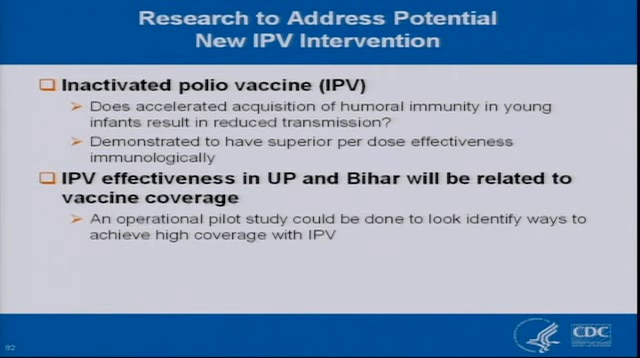 Research to Address Potential
New IPV Intervention
Inactivated polio vaccine (IPV)
Does accelerated acquisition of humoral immunity in young
infants result in reduced transmission?
Demonstrated to have superior per dose effectiveness
immunologically
IPV effectiveness in UP and Bihar will be related to
vaccine coverage
An operational pilot study could be done to look identify ways to
achieve high coverage with IPV
CDC